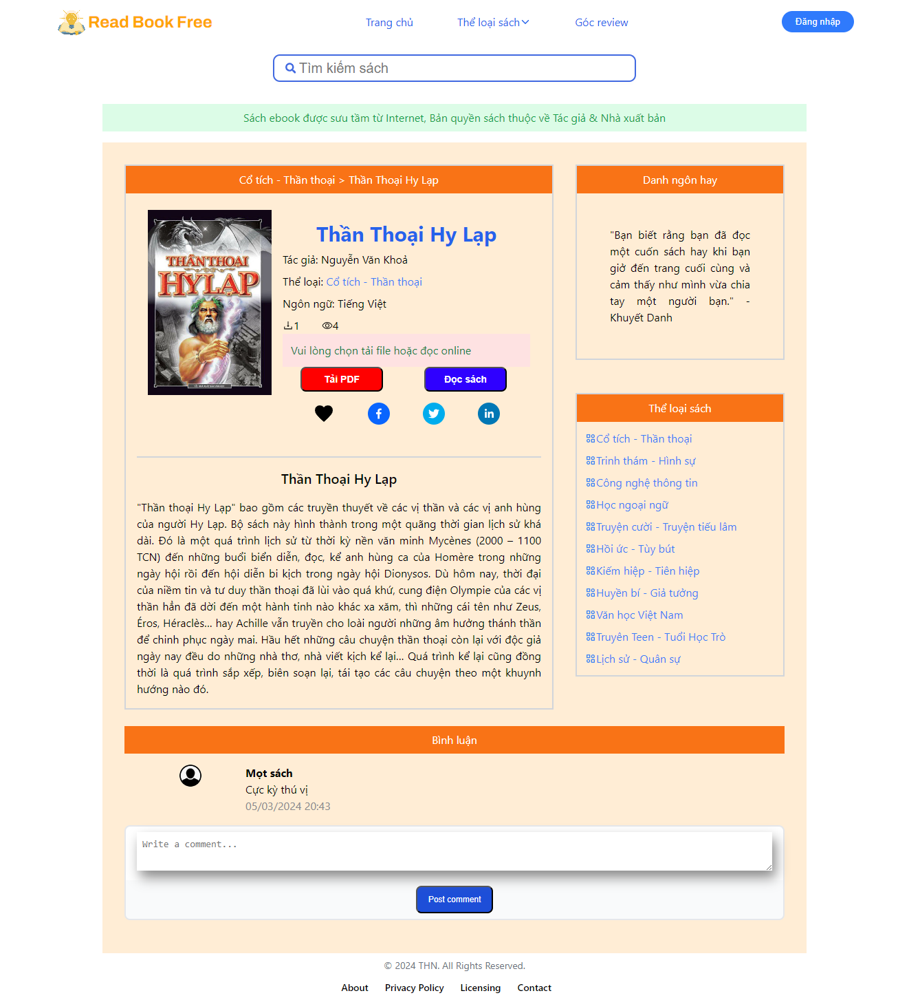 Read Book Free
Trang chủ
Thể loại sách
Góc review
Đăng nhập
Tìm kiếm sách
Sách ebook được sưu tầm từ Internet, Bản quyền sách thuộc về Tác giả & Nhà xuất bản
Cổ tích - Thần thoại > Thần Thoại Hy Lạp
THẦN THOẠI
HY LẠP
Thần Thoại Hy Lạp
Tác giả: Nguyễn Văn Khoả
Thể loại: Cổ tích - Thần thoại
Ngôn ngữ: Tiếng Việt
1
4
Vui lòng chọn tải file hoặc đọc online
Tải PDF
Đọc sách
Thần Thoại Hy Lạp
"Thần thoại Hy Lạp" bao gồm các truyền thuyết về các vị thần và các vị anh hùng
của người Hy Lạp. Bộ sách này hình thành trong một quãng thời gian lịch sử khá
dài. Đó là một quá trình lịch sử từ thời kỳ nền văn minh Mycènes (2000 – 1100
TCN) đến những buổi biển diễn, đọc, kể anh hùng ca của Homère trong những
ngày hội rồi đến hội diễn bi kịch trong ngày hội Dionysos. Dù hôm nay, thời đại
của niềm tin và tư duy thần thoại đã lùi vào quá khứ, cung điện Olympie của các vị
thần hẳn đã dời đến một hành tinh nào khác xa xăm, thì những cái tên như Zeus,
Éros, Héraclès… hay Achille vẫn truyền cho loài người những âm hưởng thánh thần
để chinh phục ngày mai. Hầu hết những câu chuyện thần thoại còn lại với độc giả
ngày nay đều do những nhà thơ, nhà viết kịch kể lại… Quá trình kể lại cũng đồng
thời là quá trình sắp xếp, biên soạn lại, tái tạo các câu chuyện theo một khuynh
hướng nào đó.
Danh ngôn hay
"Bạn biết rằng bạn đã đọc
một cuốn sách hay khi bạn
giở đến trang cuối cùng và
cảm thấy như mình vừa chia
tay một người bạn." -
Khuyết Danh
Thể loại sách
Cổ tích - Thần thoại
Trinh thám - Hình sự
Công nghệ thông tin
Học ngoại ngữ
Truyện cười - Truyện tiếu lâm
Hồi ức - Tùy bút
Kiếm hiệp - Tiên hiệp
Huyền bí - Giả tưởng
Văn học Việt Nam
Truyên Teen - Tuổi Học Trò
Lịch sử - Quân sự
Bình luận
Mọt sách
Cực kỳ thú vị
05/03/2024 20:43
Write a comment...
Post comment
© 2024 THN. All Rights Reserved.
About
Privacy Policy
Licensing
Contact